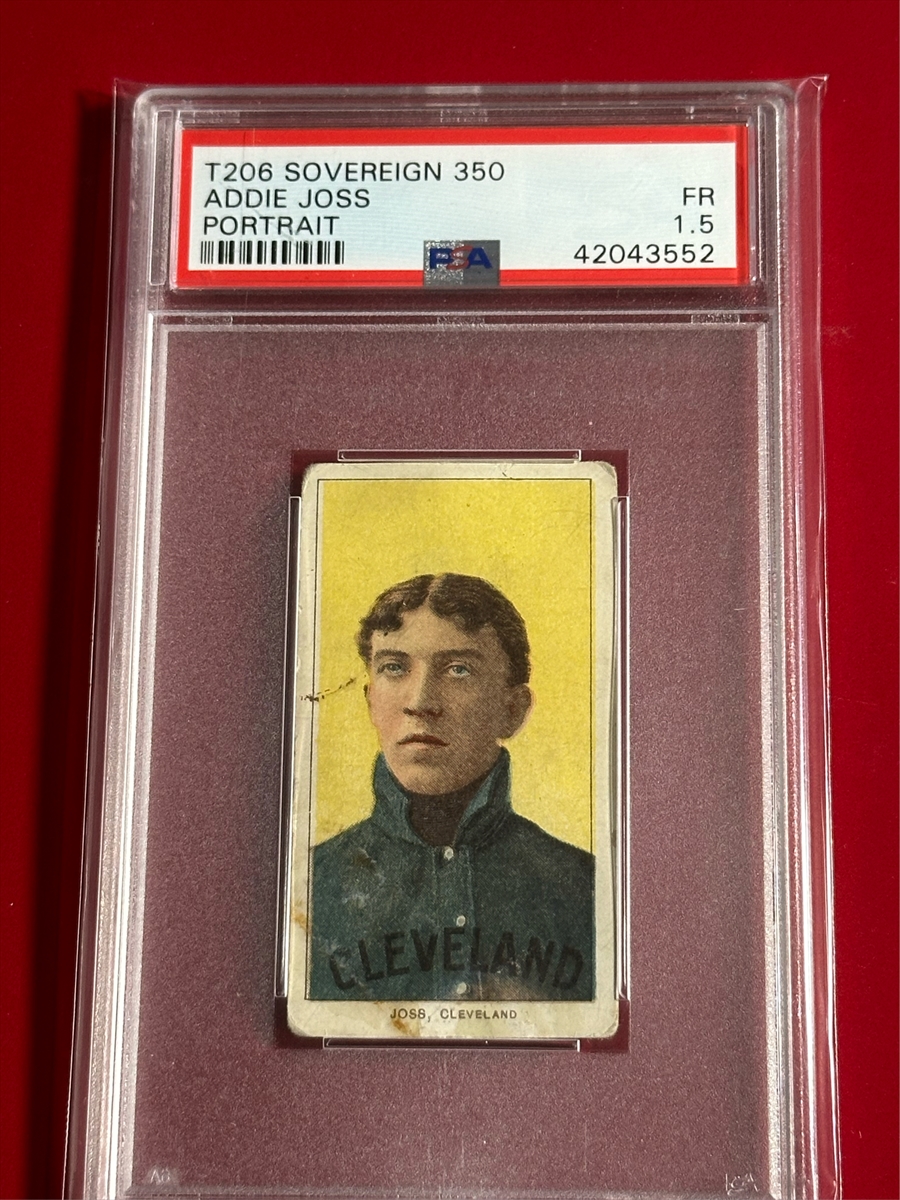 T206 SOVEREIGN 350
ADDIE JOSS FR
PORTRAIT 1.5
PSA 42043552
CLEVELAND
JOSS, CLEVELAND